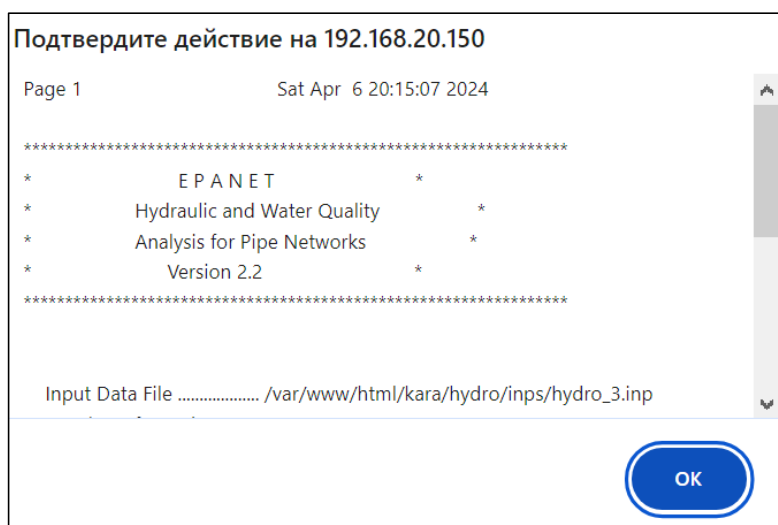 Подтвердите действие на 192.168.20.150
Page 1 Sat Apr 6 20:15:07 2024
******************************************************************
* E P A N E T *
* Hydraulic and Water Quality *
* Analysis for Pipe Networks *
* Version 2.2 *
******************************************************************
Input Data File ................... /var/www/html/kara/hydro/inps/hydro_3.inp
OK